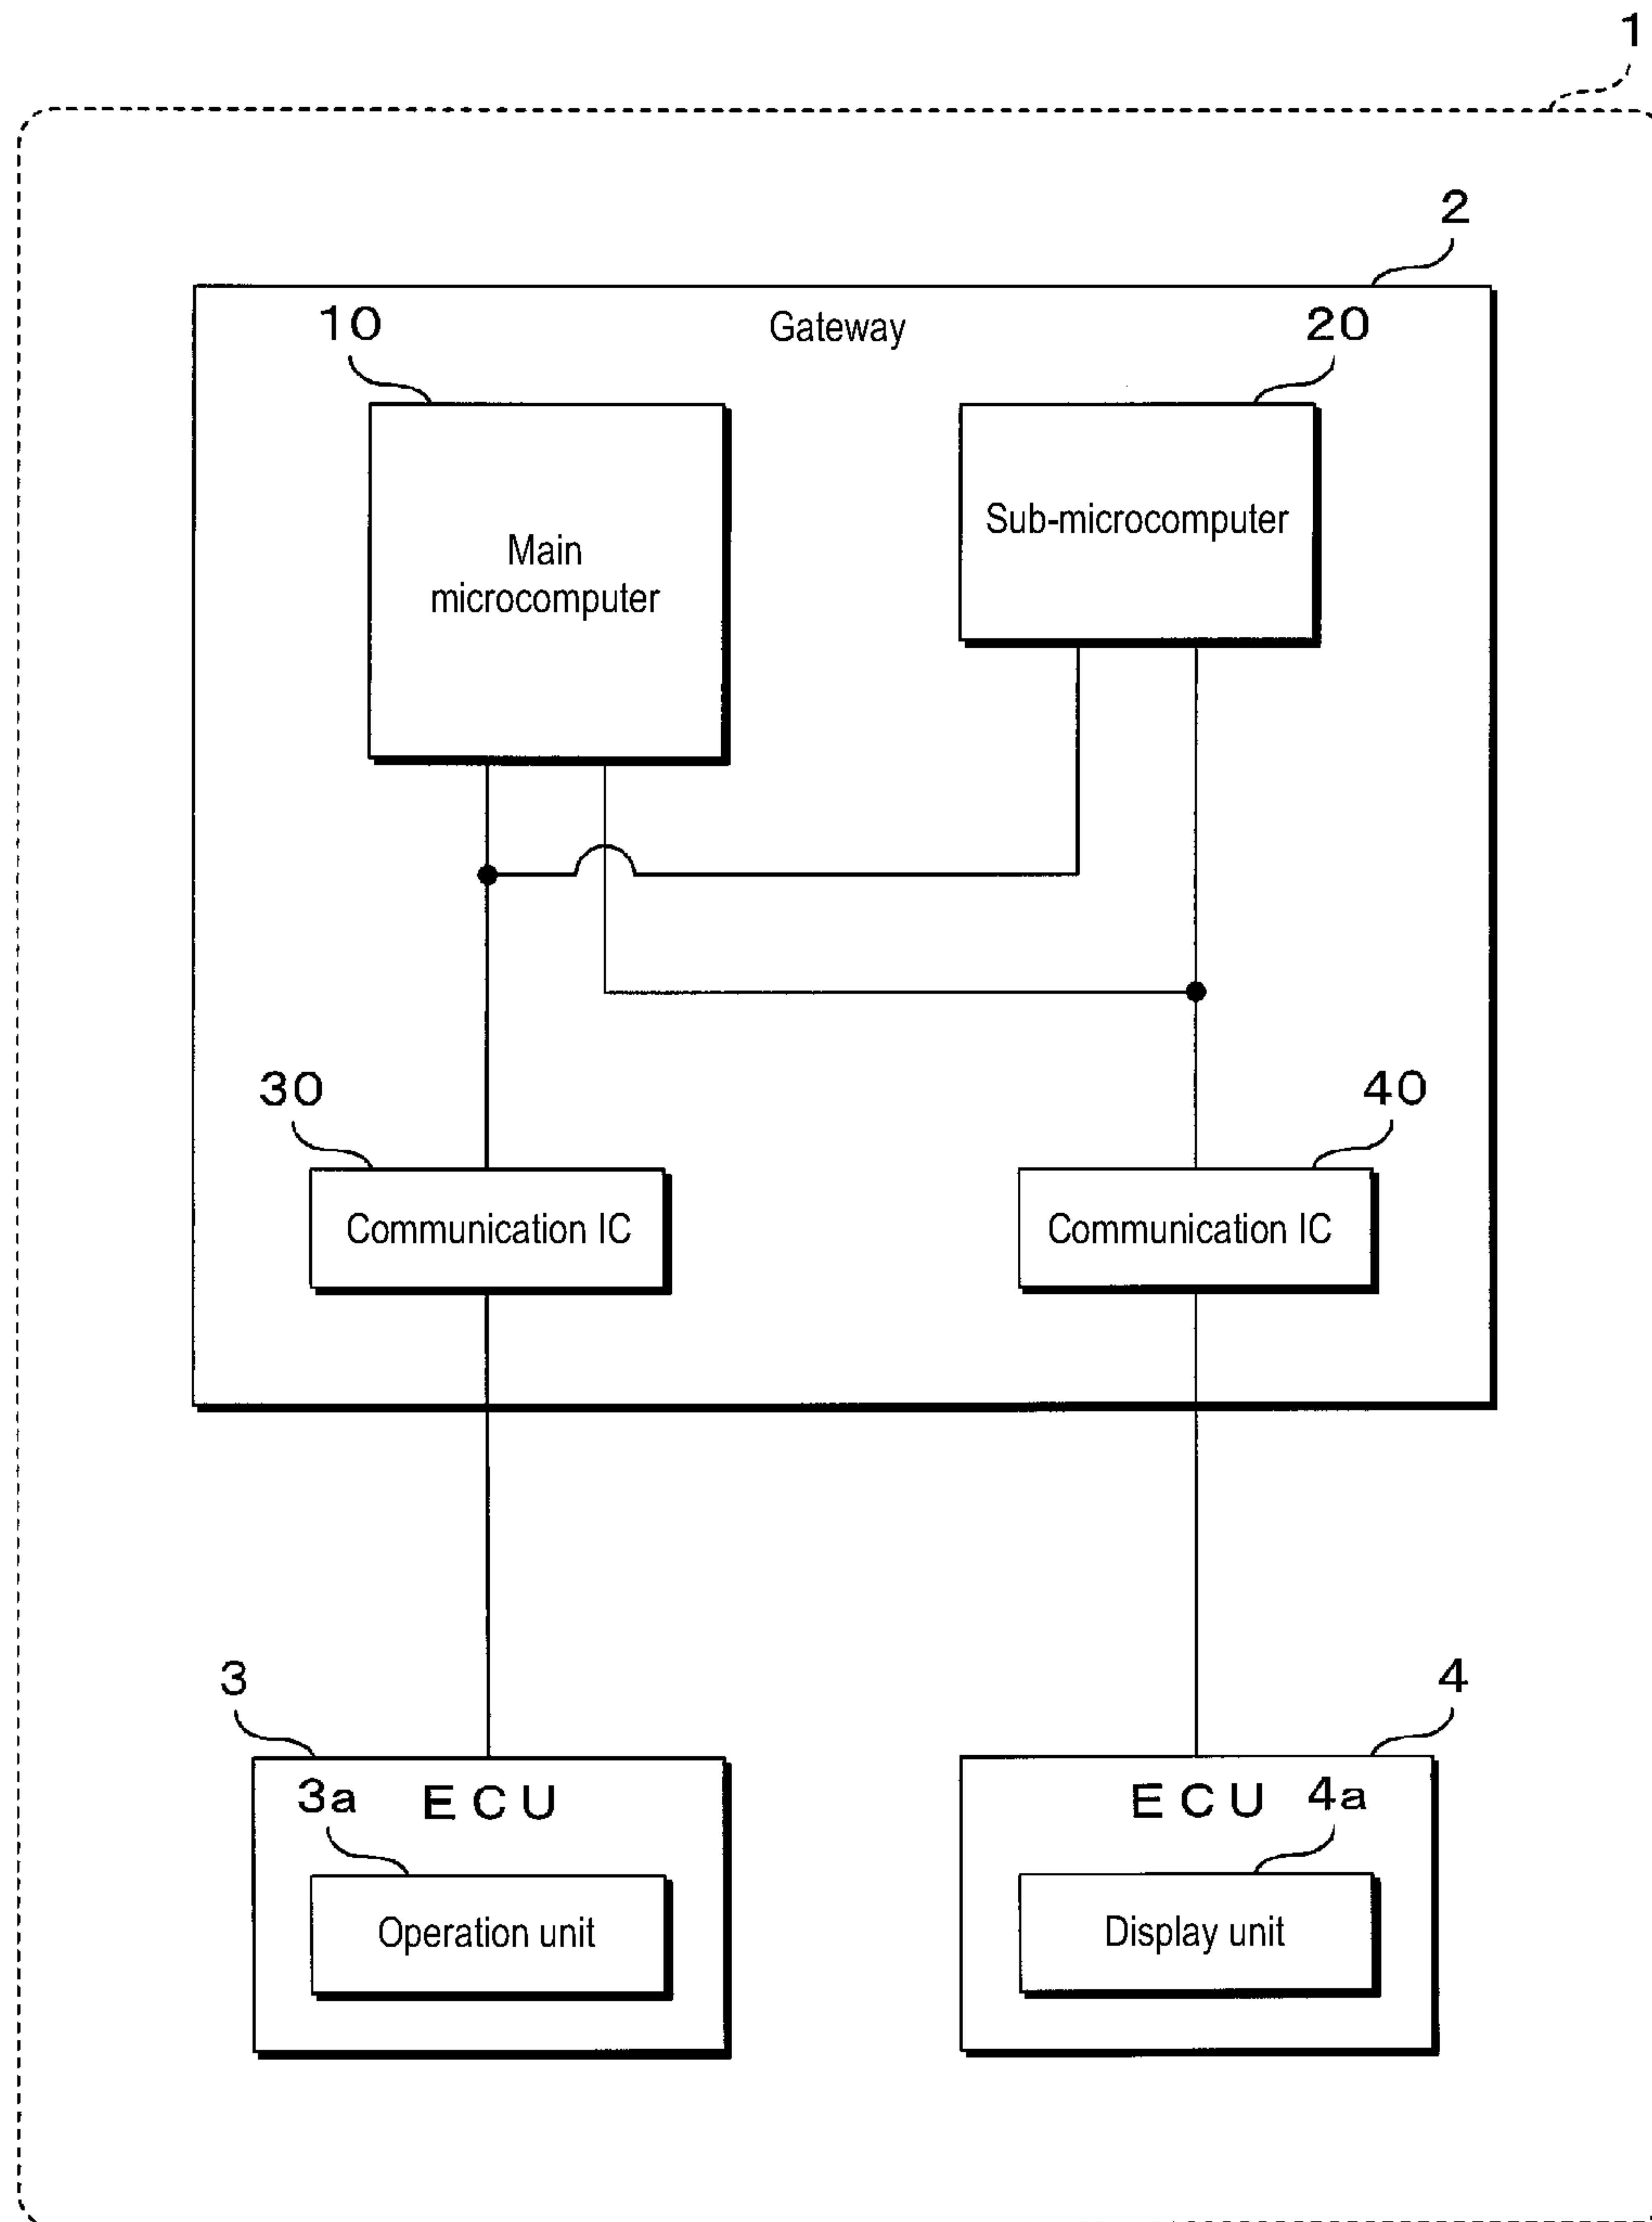 1
2
Gateway
10
20
Main
microcomputer
Sub-microcomputer
30
40
Communication IC
Communication IC
3
4
3a
ECU
ECU
4a
Operation unit
Display unit